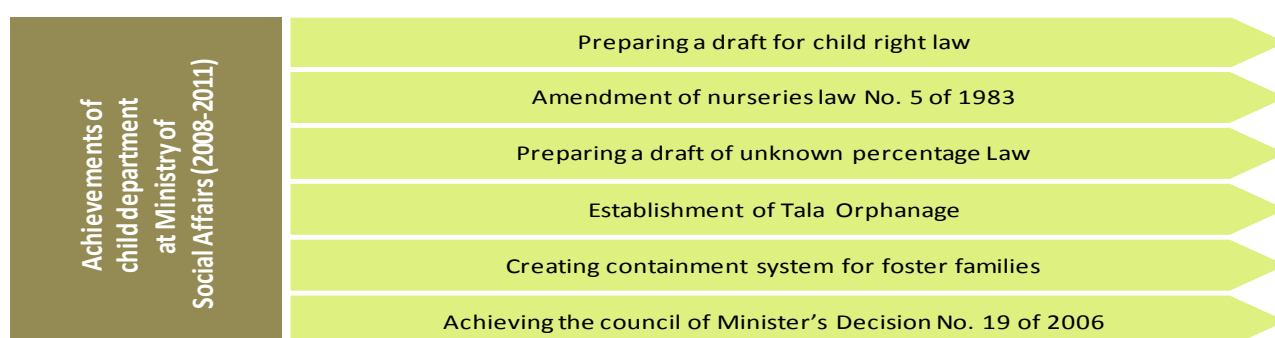 Achievements of
child department
at Ministry of
Social Affairs (2008-2011)
Preparing a draft for child right law
Amendment of nurseries law No. 5 of 1983
Preparing a draft of unknown percentage Law
Establishment of Tala Orphanage
Creating containment system for foster families
Achieving the council of Minister’s Decision No. 19 of 2006